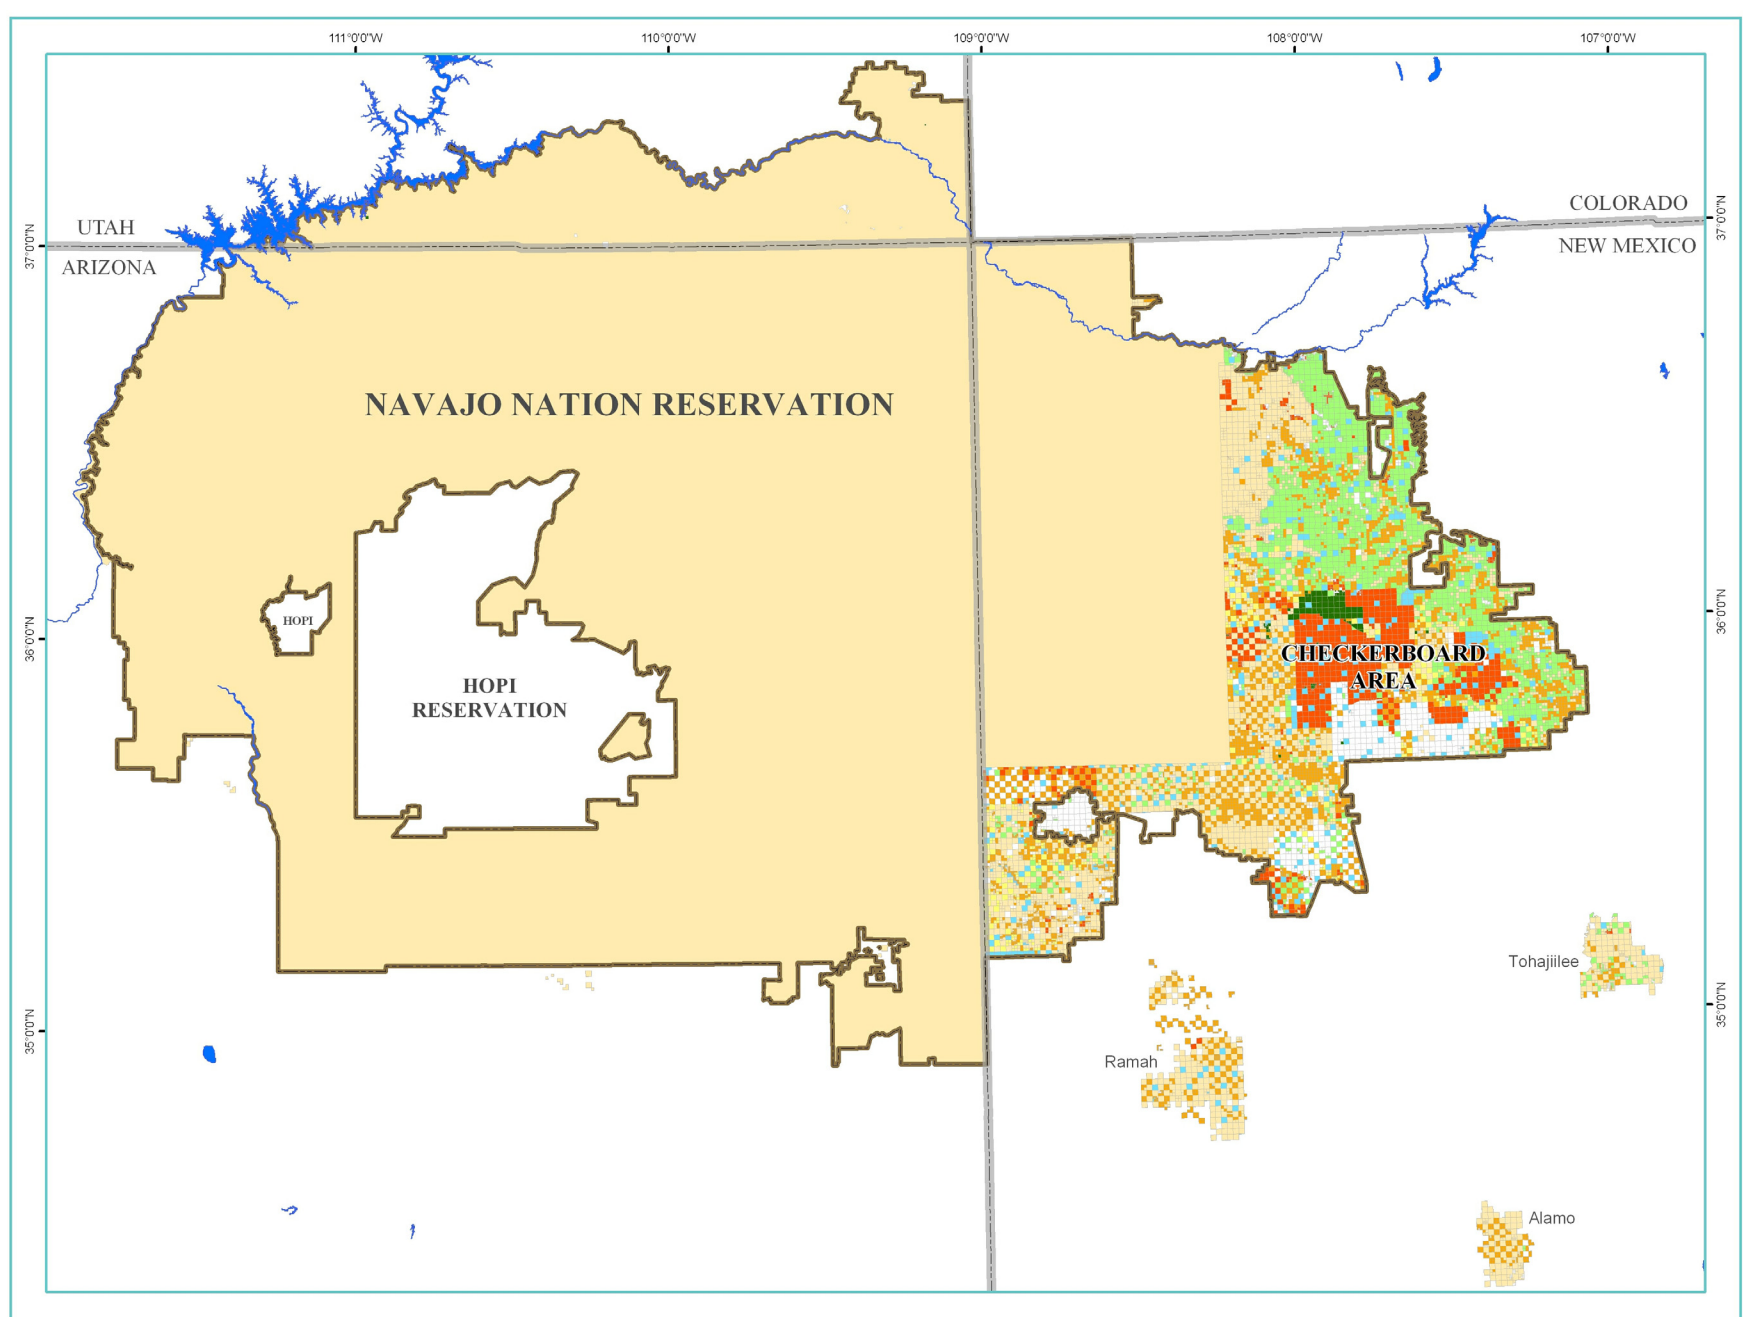 111°0'0"W
110°0'0"W
109°0'0"W
108°0'0"W
107°0'0"W
COLORADO
UTAH
37°0'0"N
37°0'0"N
NEW MEXICO
ARIZONA
NAVAJO NATION RESERVATION
HOPI
36°0'0"N
36°0'0"N
CHECKERBOARD
AREA
HOPI
RESERVATION
Tohajiilee
35°0'0"N
35°0'0"N
Ramah
Alamo